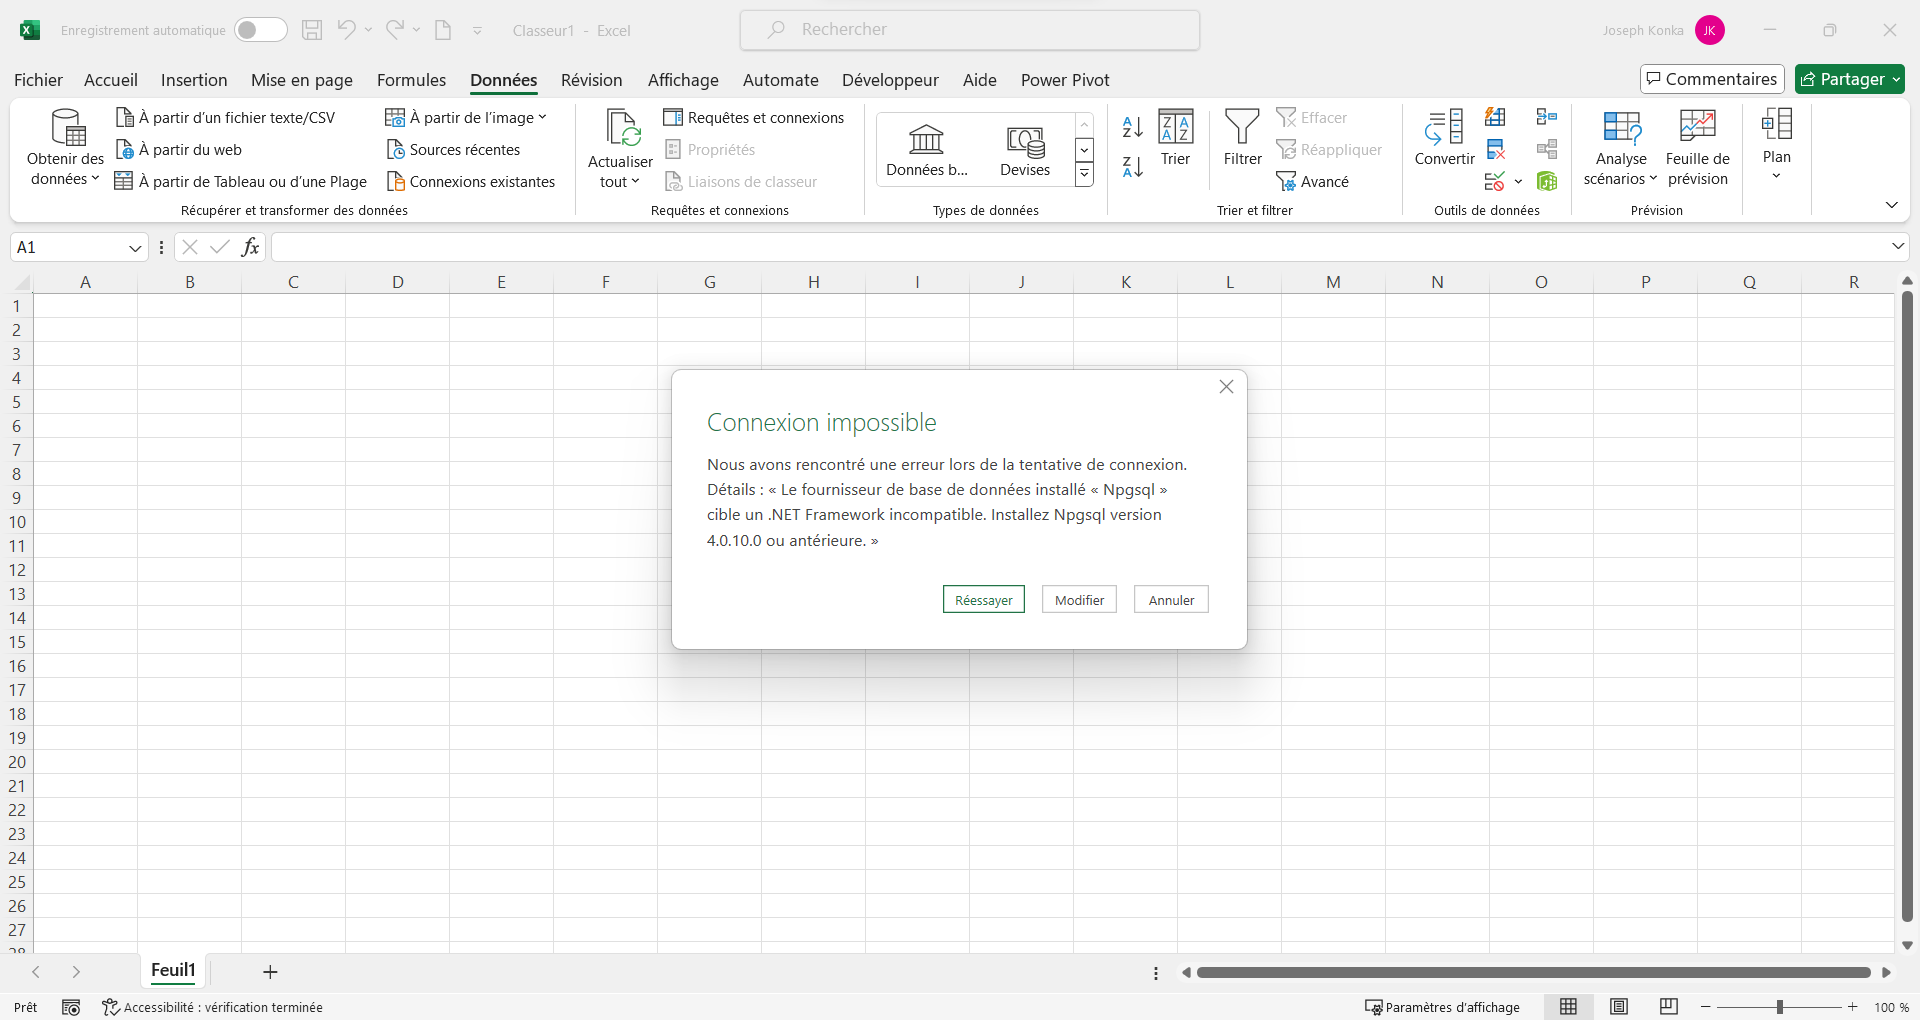 Enregistrement automatique
Classeur1 - Excel
Rechercher
Joseph Konka
JK
Fichier Accueil Insertion Mise en page Formules Données Révision Affichage Automate Développeur Aide Power Pivot
Commentaires
Partager
Obtenir des
données
À partir d'un fichier texte/CSV
À partir du web
À partir de Tableau ou d'une Plage
À partir de l'image
Sources récentes
Connexions existantes
Récupérer et transformer des données
Actualiser
tout
Requêtes et connexions
Propriétés
Liaisons de classeur
Requêtes et connexions
Données b...
Devises
Types de données
Trier
Filtrer
Effacer
Réappliquer
Avancé
Trier et filtrer
Convertir
Outils de données
Analyse
scénarios
Feuille de
prévision
Prévision
Plan
A1
fx
A B C D E F G H I J K L M N O P Q R
1
2
3
4
5
6
7
8
9
10
11
12
13
14
15
16
17
18
19
20
21
22
23
24
25
26
27
28
Connexion impossible
Nous avons rencontré une erreur lors de la tentative de connexion.
Détails : « Le fournisseur de base de données installé « Npgsql »
cible un .NET Framework incompatible. Installez Npgsql version
4.0.10.0 ou antérieure. »
Réessayer
Modifier
Annuler
Feuil1
Prêt
Accessibilité : vérification terminée
Paramètres d'affichage
100 %